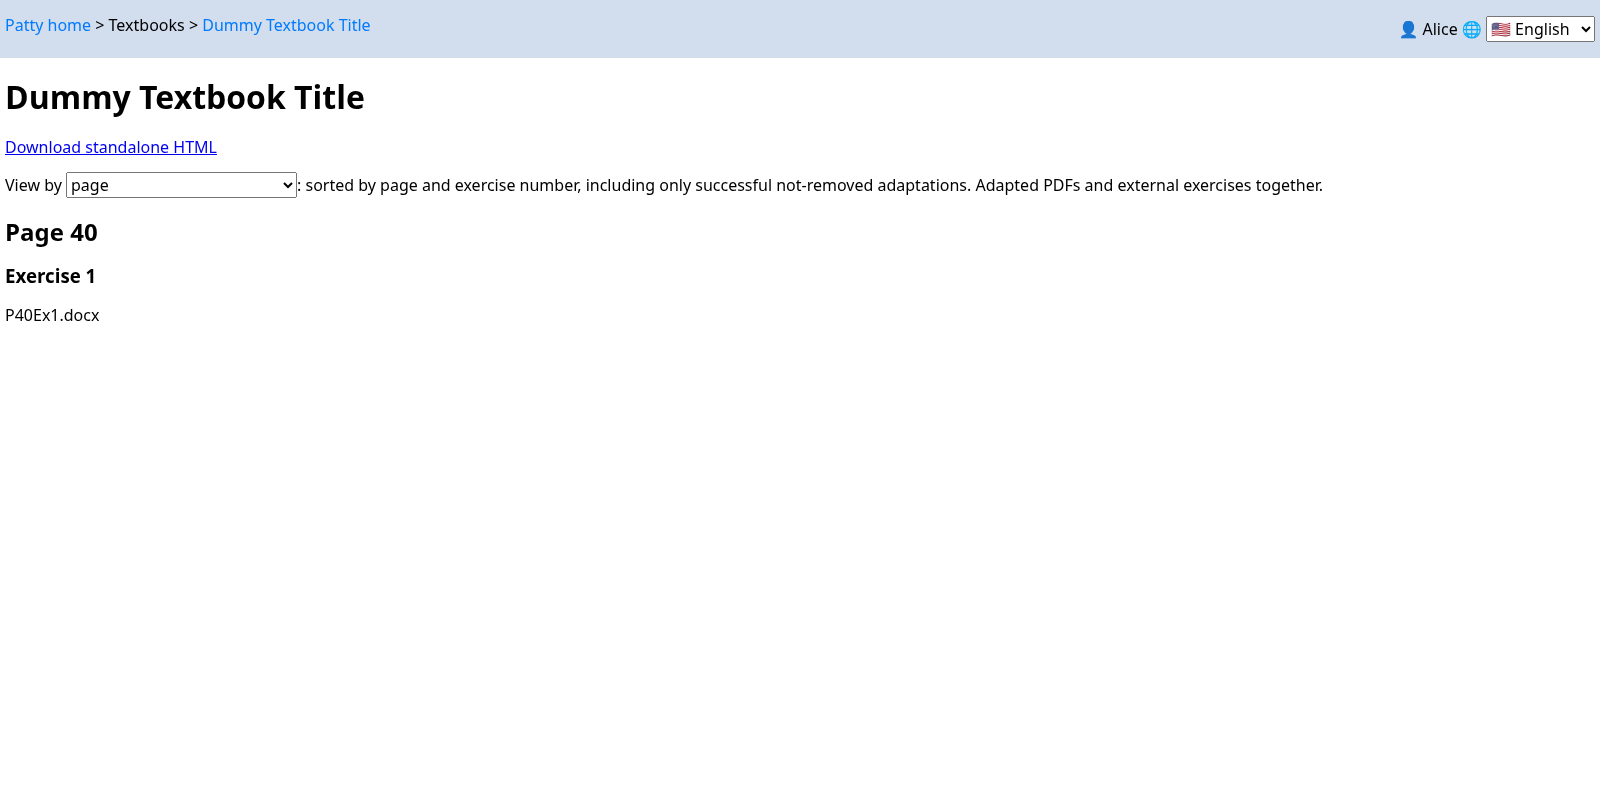 Patty home > Textbooks > Dummy Textbook Title
👤 Alice 🌐 🇺🇸 English
Dummy Textbook Title
Download standalone HTML
View by page : sorted by page and exercise number, including only successful not-removed adaptations. Adapted PDFs and external exercises together.
Page 40
Exercise 1
P40Ex1.docx